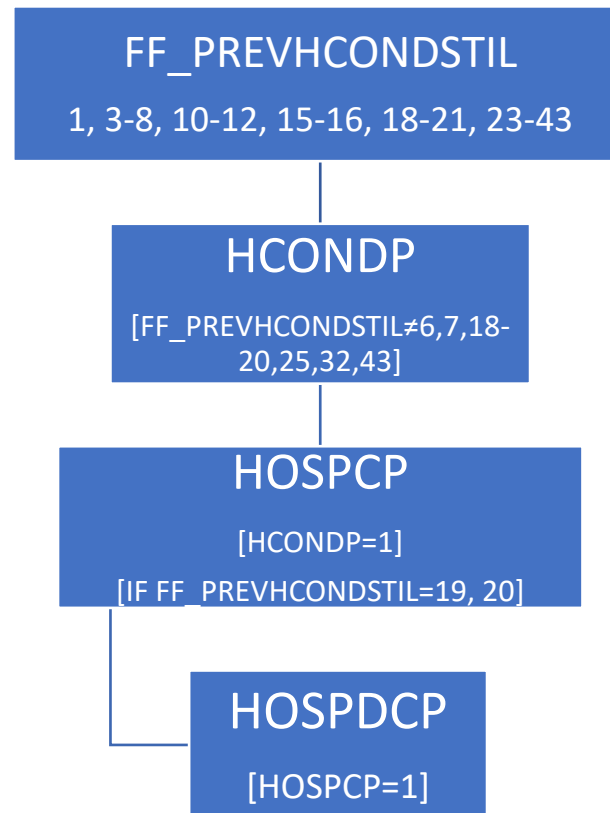 FF_PREVHCONDSTIL
1, 3-8, 10-12, 15-16, 18-21, 23-43
HCONDP
[FF_PREVHCONDSTIL≠6,7,18-
20,25,32,43]
HOSPCP
[HCONDP=1]
[IF FF_PREVHCONDSTIL=19, 20]
HOSPDCP
[HOSPCP=1]